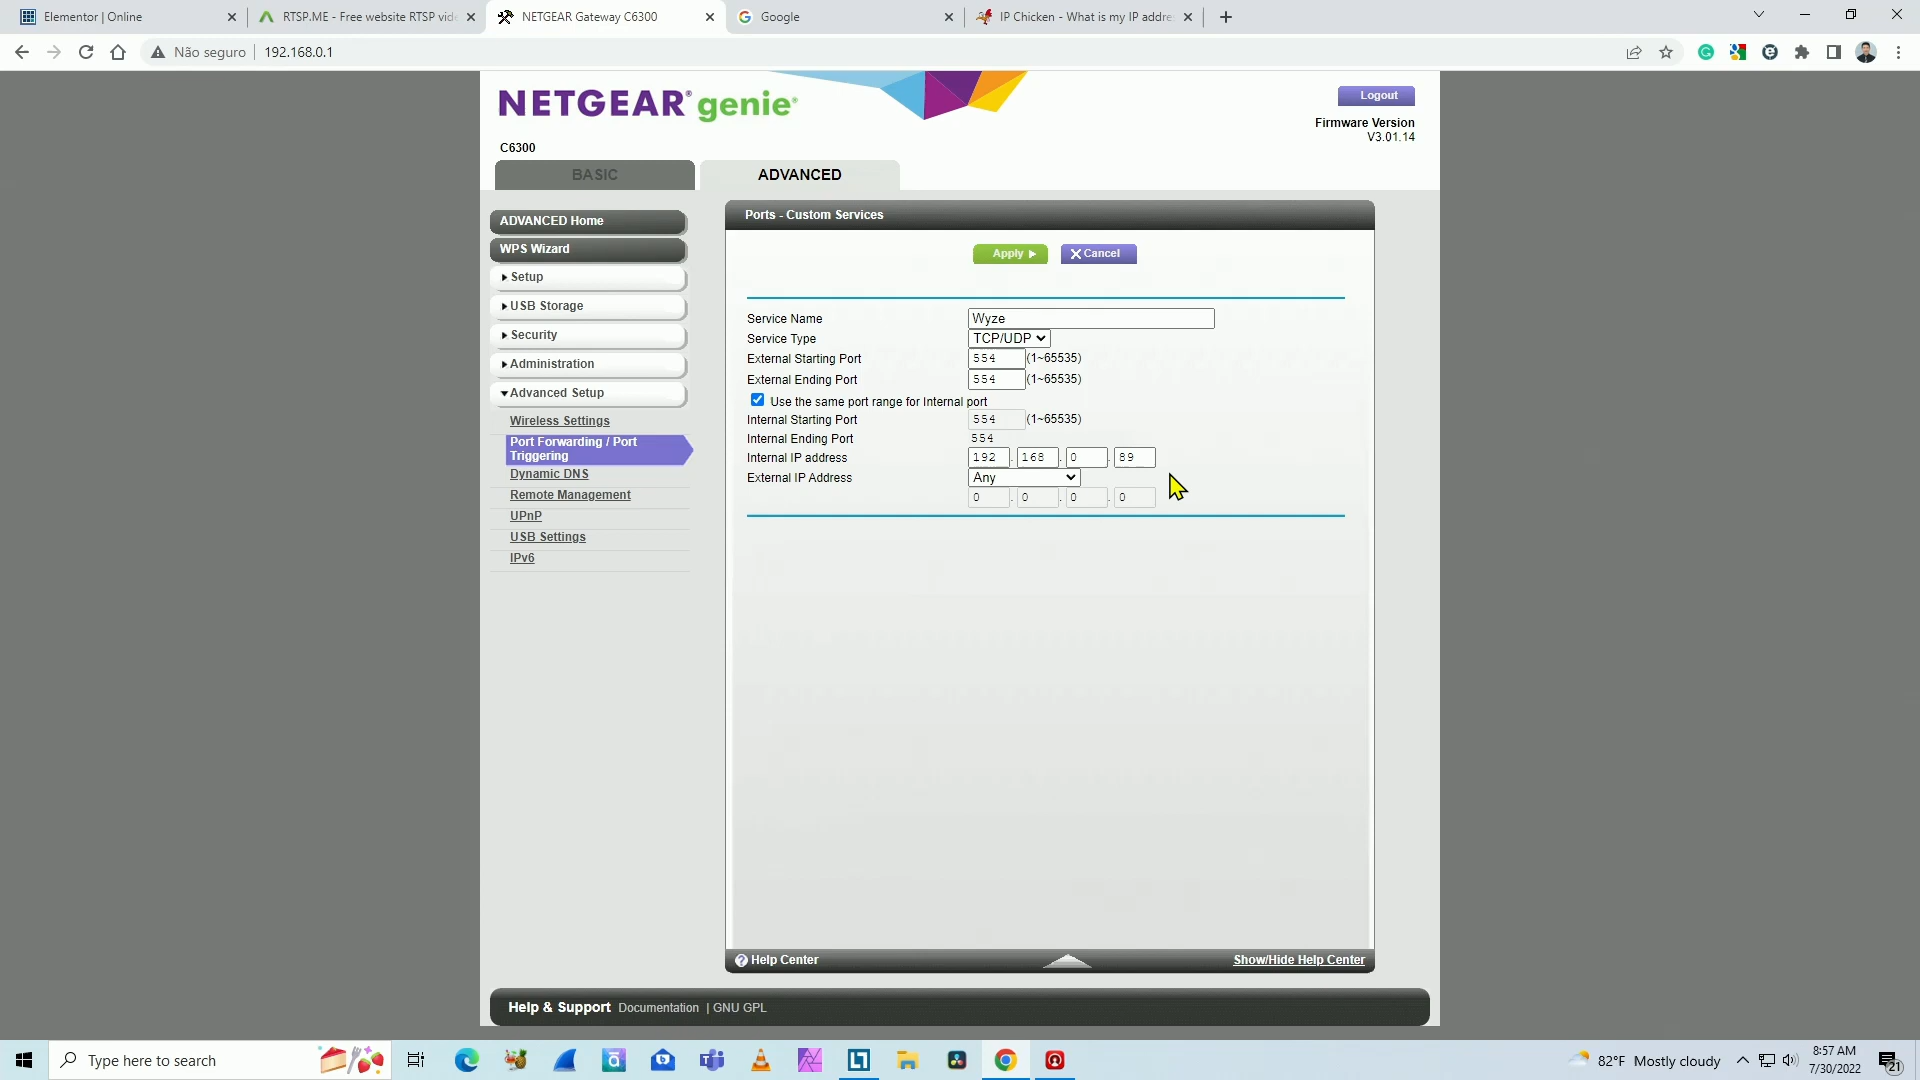 Elementor | Online
RTSP.ME - Free website RTSP vide
NETGEAR Gateway C6300
Google
IP Chicken - What is my IP addre
Não seguro
192.168.0.1
NETGEAR® genie®
Logout
Firmware Version
V3.01.14
C6300
BASIC
ADVANCED
ADVANCED Home
WPS Wizard
Setup
USB Storage
Security
Administration
Advanced Setup
Wireless Settings
Port Forwarding / Port
Triggering
Dynamic DNS
Remote Management
UPnP
USB Settings
IPv6
Ports - Custom Services
Apply
Cancel
Service Name Wyze
Service Type TCP/UDP
External Starting Port 554 (1~65535)
External Ending Port 554 (1~65535)
Use the same port range for Internal port
Internal Starting Port 554 (1~65535)
Internal Ending Port 554
Internal IP address 192 . 168 . 0 . 89
External IP Address Any
0 . 0 . 0 . 0
Help Center
Show/Hide Help Center
Help & Support Documentation | GNU GPL
Type here to search
82°F Mostly cloudy
8:57 AM
7/30/2022
21